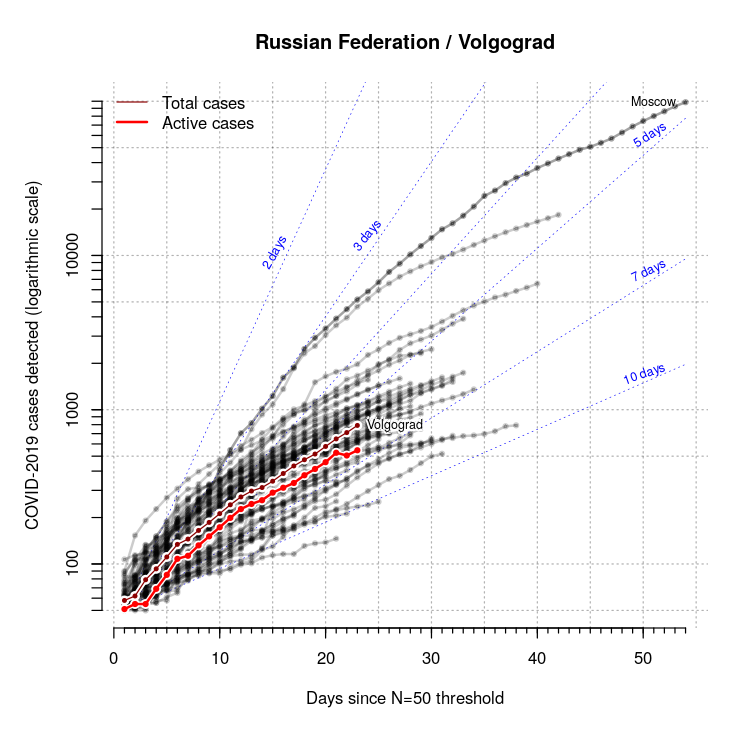 Russian Federation / Volgograd
Total cases
Active cases
Moscow
5 days
2 days
3 days
7 days
10 days
Volgograd
COVID-2019 cases detected (logarithmic scale)
10000
1000
100
0 10 20 30 40 50
Days since N=50 threshold